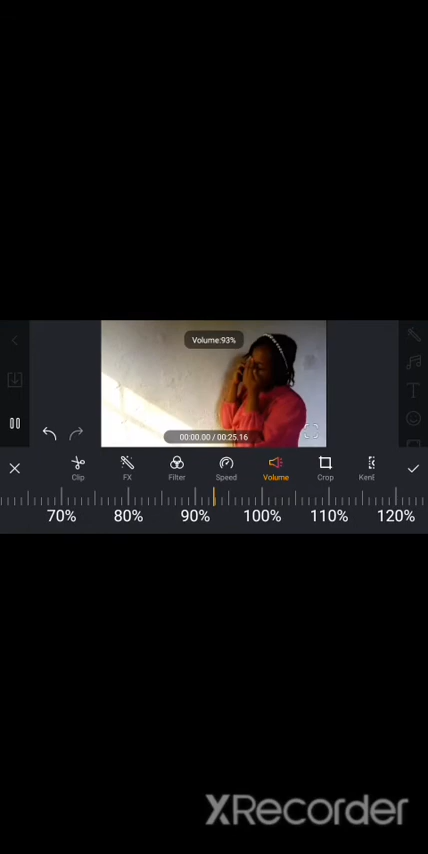 Volume:93%
00:00.00 / 00:25.16
Clip FX Filter Speed Volume Crop
70% 80% 90% 100% 110% 120%
XRecorder